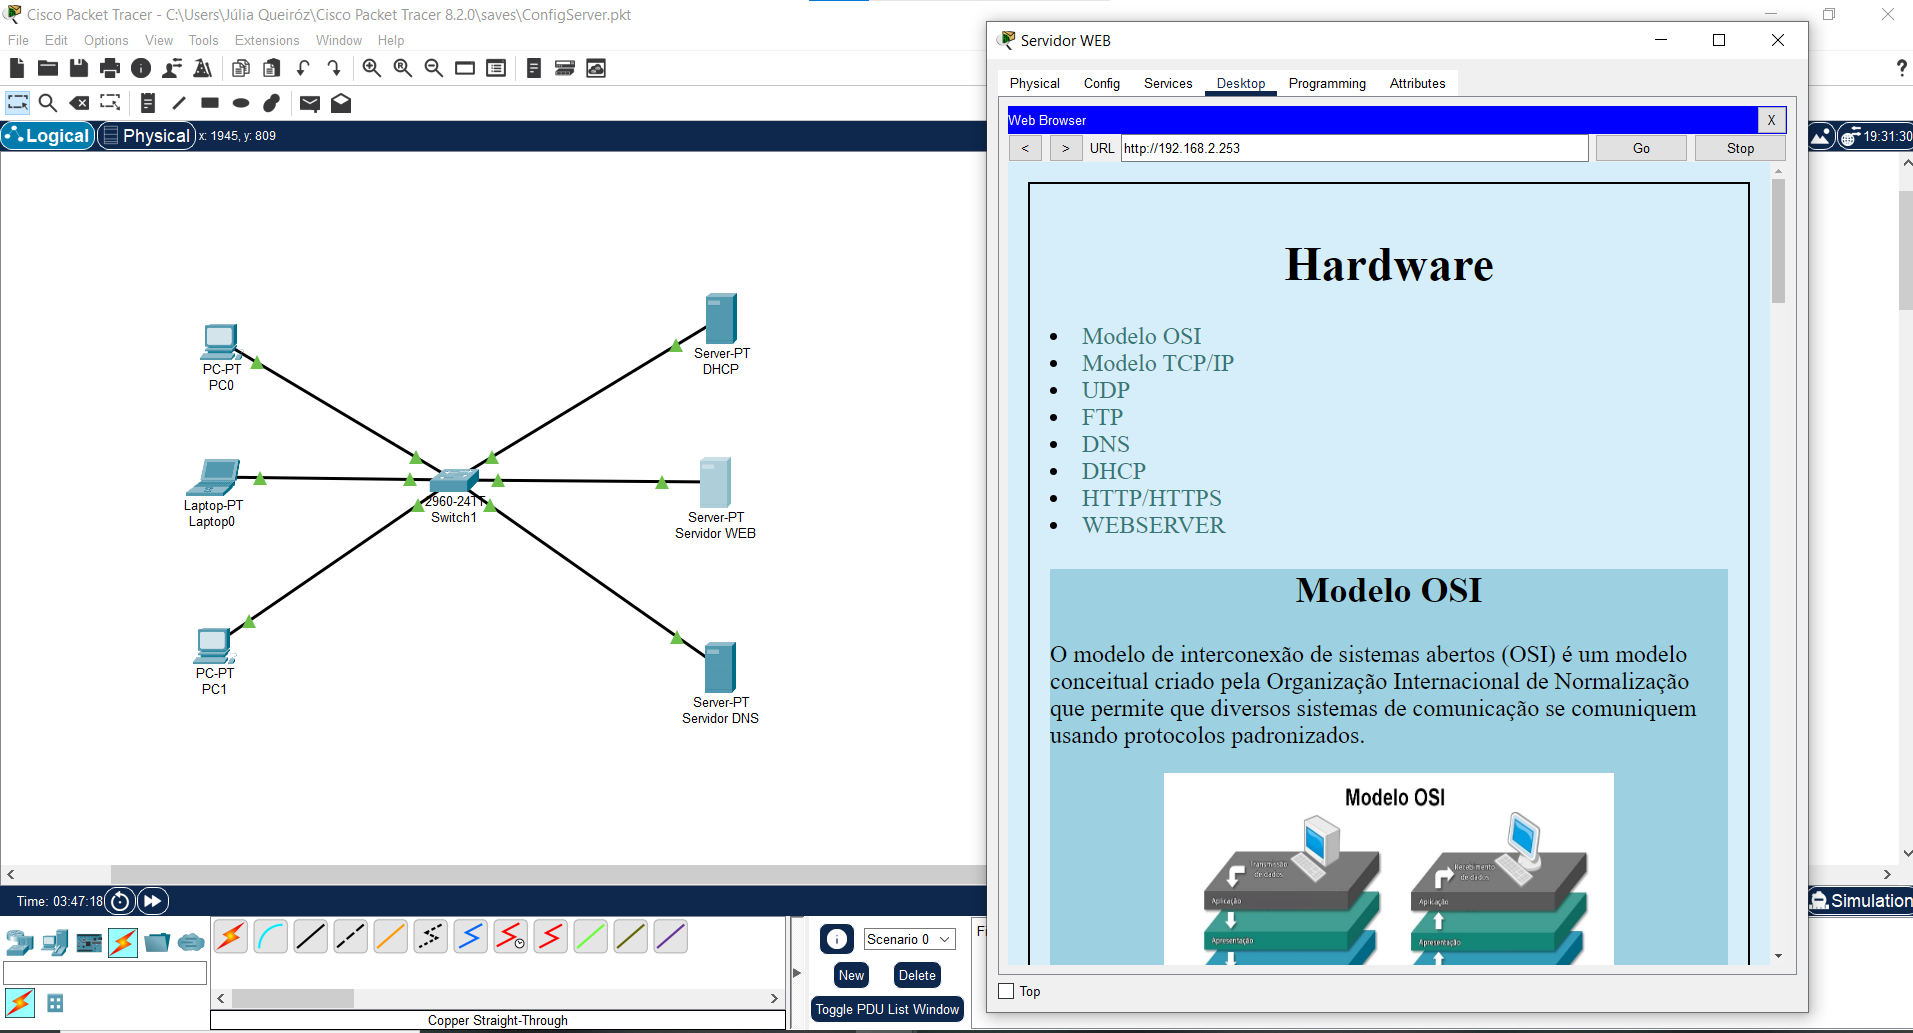 Cisco Packet Tracer - C:\Users\Júlia Queiróz\Cisco Packet Tracer 8.2.0\saves\ConfigServer.pkt
File Edit Options View Tools Extensions Window Help
?
Logical Physical x: 1945, y: 809
19:31:30
PC-PT
PC0
Laptop-PT
Laptop0
PC-PT
PC1
2960-24TT
Switch1
Server-PT
DHCP
Server-PT
Servidor WEB
Server-PT
Servidor DNS
Time: 03:47:18
Simulation
Scenario 0
New Delete
Toggle PDU List Window
Fi
Copper Straight-Through
Servidor WEB
Physical Config Services Desktop Programming Attributes
Web Browser X
< > URL http://192.168.2.253 Go Stop
Hardware
Modelo OSI
Modelo TCP/IP
UDP
FTP
DNS
DHCP
HTTP/HTTPS
WEBSERVER
Modelo OSI
O modelo de interconexão de sistemas abertos (OSI) é um modelo
conceitual criado pela Organização Internacional de Normalização
que permite que diversos sistemas de comunicação se comuniquem
usando protocolos padronizados.
Modelo OSI
Transmissão
de dados
Recebimento
de dados
Aplicação
Aplicação
Apresentação
Apresentação
Top